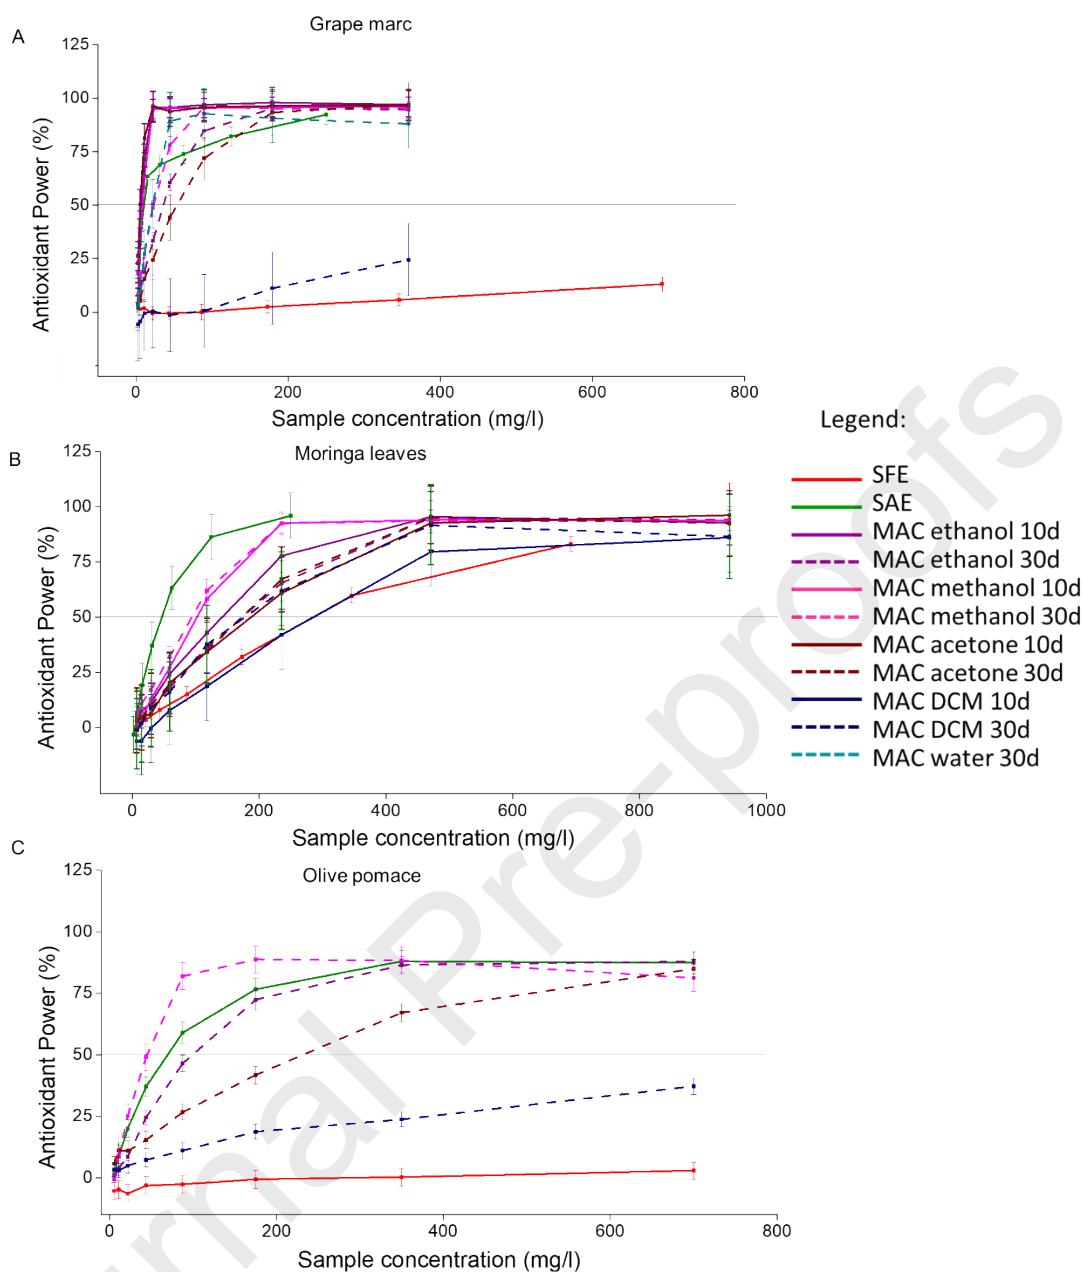 A
Grape marc
125
100
75
50
25
0
Antioxidant Power (%)
0
200
400
600
800
Sample concentration (mg/l)
Legend:
SFE
SAE
MAC ethanol 10d
MAC ethanol 30d
MAC methanol 10d
MAC methanol 30d
MAC acetone 10d
MAC acetone 30d
MAC DCM 10d
MAC DCM 30d
MAC water 30d
B
Moringa leaves
125
100
75
50
25
0
Antioxidant Power (%)
0
200
400
600
800
1000
Sample concentration (mg/l)
C
Olive pomace
125
100
75
50
25
0
Antioxidant Power (%)
0
200
400
600
800
Sample concentration (mg/l)
rnal Pre-proofs